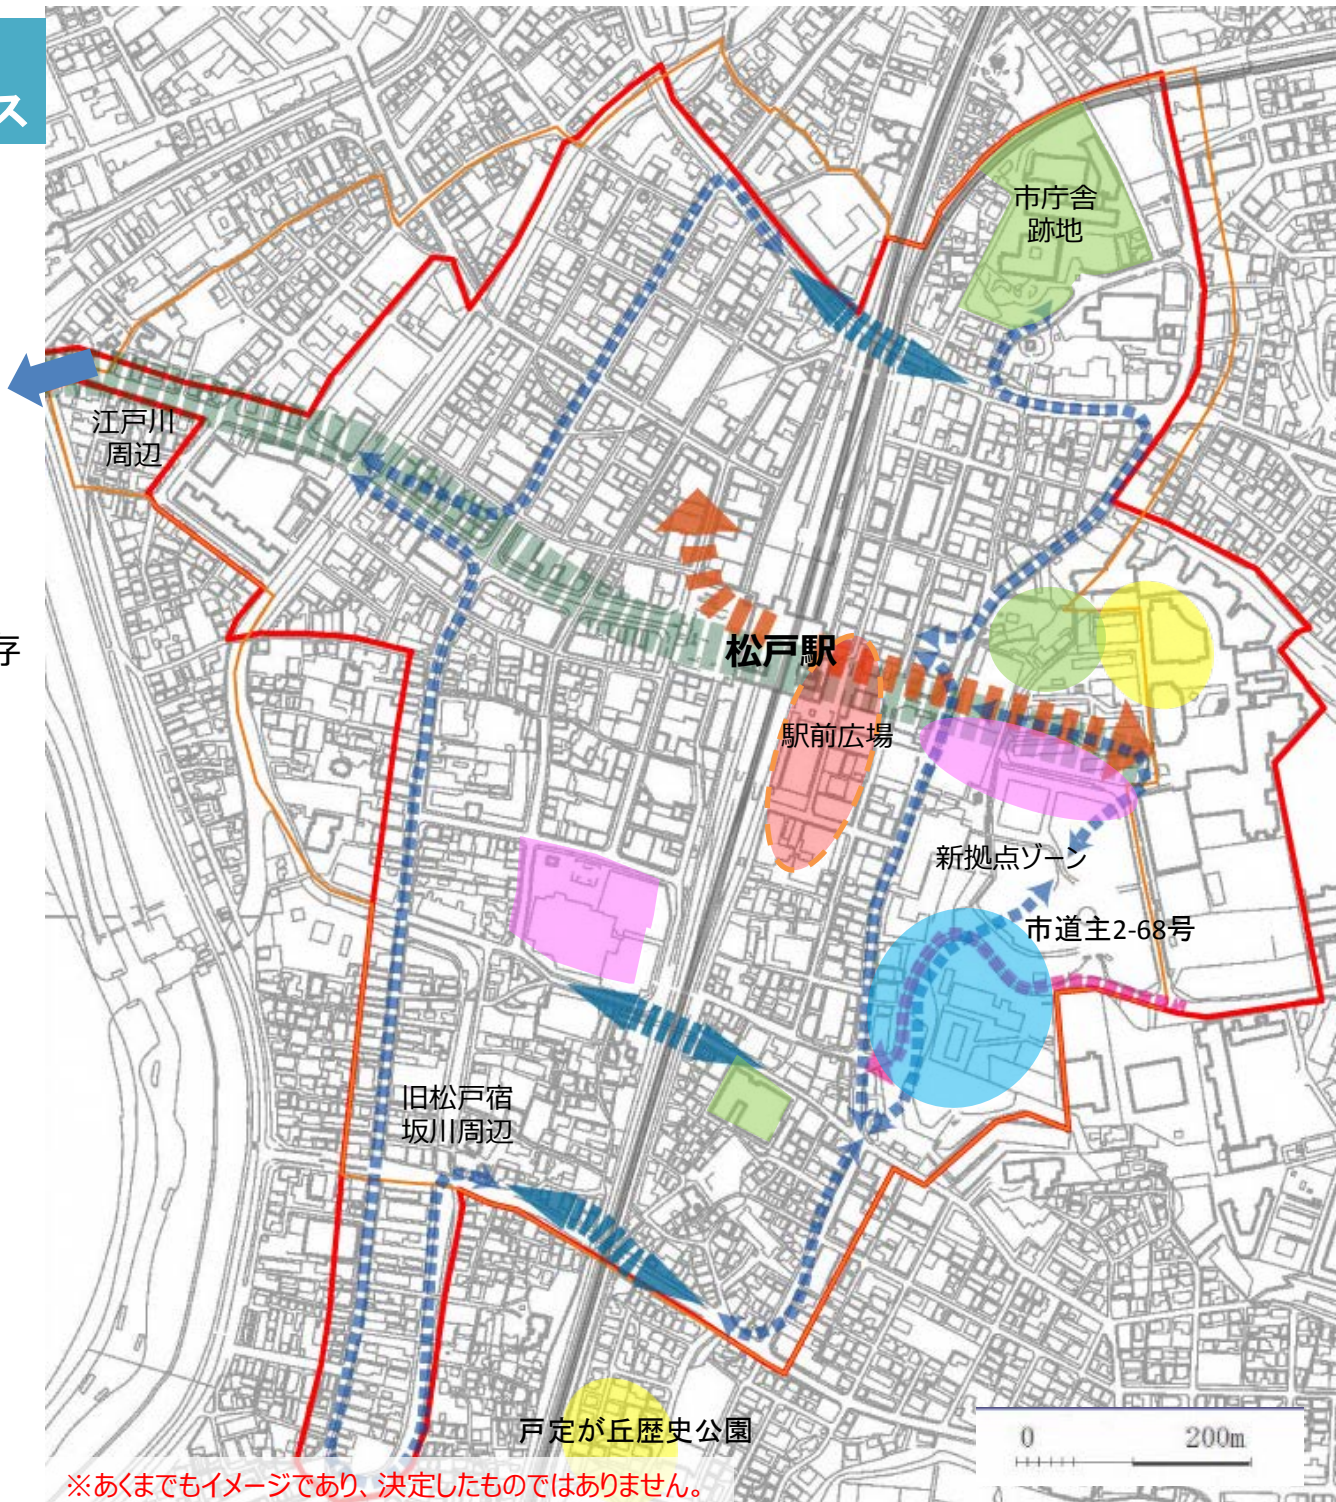 ス
市庁舎
跡地
江戸川
周辺
松戸駅
駅前広場
新拠点ゾーン
市道主2-68号
旧松戸宿
坂川周辺
戸定が丘歴史公園
0 200m
※あくまでもイメージであり、決定したものではありません。